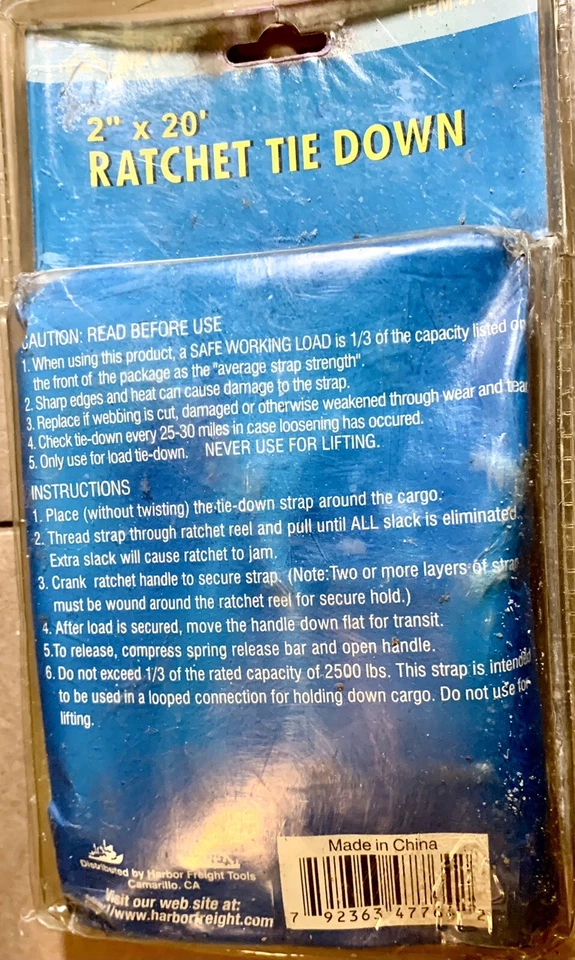 ITEM
2" x 20'
RATCHET TIE DOWN
CAUTION: READ BEFORE USE
1. When using this product, a SAFE WORKING LOAD is 1/3 of the capacity listed on
the front of the package as the "average strap strength".
2. Sharp edges and heat can cause damage to the strap.
3. Replace if webbing is cut, damaged or otherwise weakened through wear and tear
4. Check tie-down every 25-30 miles in case loosening has occured.
5. Only use for load tie-down. NEVER USE FOR LIFTING.
INSTRUCTIONS
1. Place (without twisting) the tie-down strap around the cargo.
2. Thread strap through ratchet reel and pull until ALL slack is eliminated.
Extra slack will cause ratchet to jam.
3. Crank ratchet handle to secure strap. (Note:Two or more layers of strap
must be wound around the ratchet reel for secure hold.)
4. After load is secured, move the handle down flat for transit.
5.To release, compress spring release bar and open handle.
6. Do not exceed 1/3 of the rated capacity of 2500 lbs. This strap is intended
to be used in a looped connection for holding down cargo. Do not use for
lifting.
Distributed by Harbor Freight Tools
Camarillo. CA
Visit our web site at:
http://www.harborfreight.com
Made in China
7 92363 47763 2